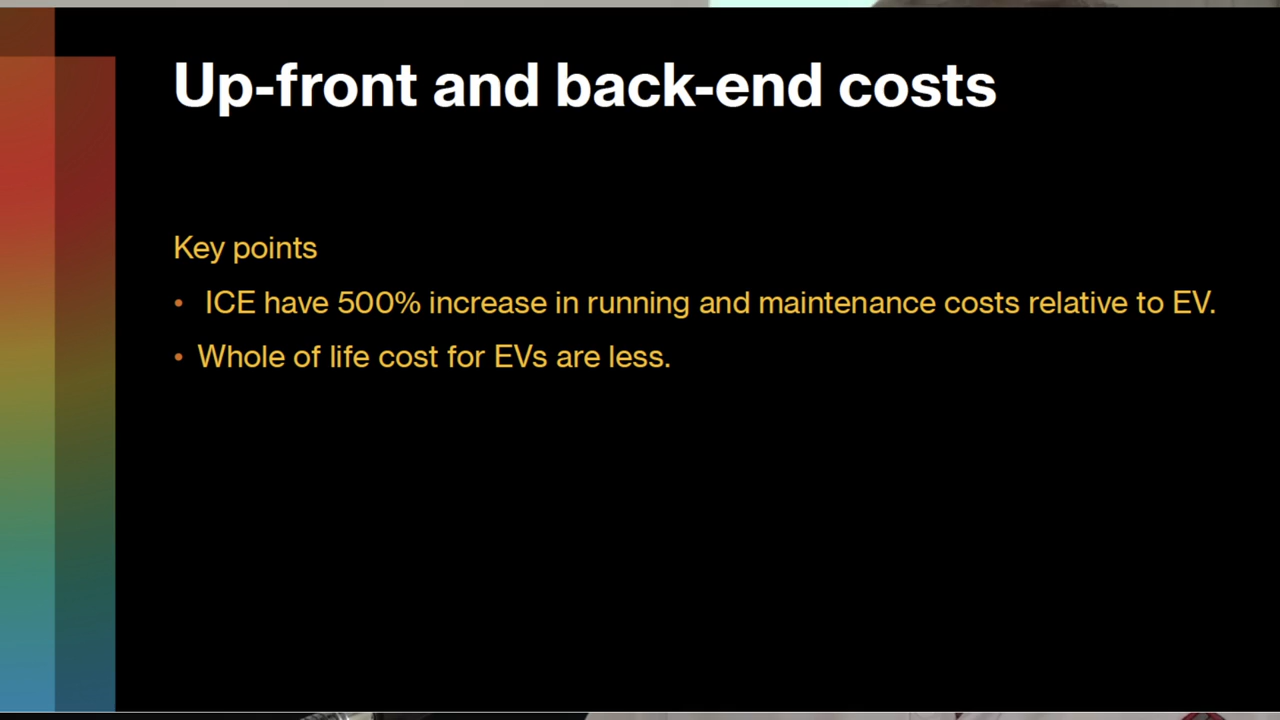 Up-front and back-end costs
Key points
• ICE have 500% increase in running and maintenance costs relative to EV.
• Whole of life cost for EVs are less.